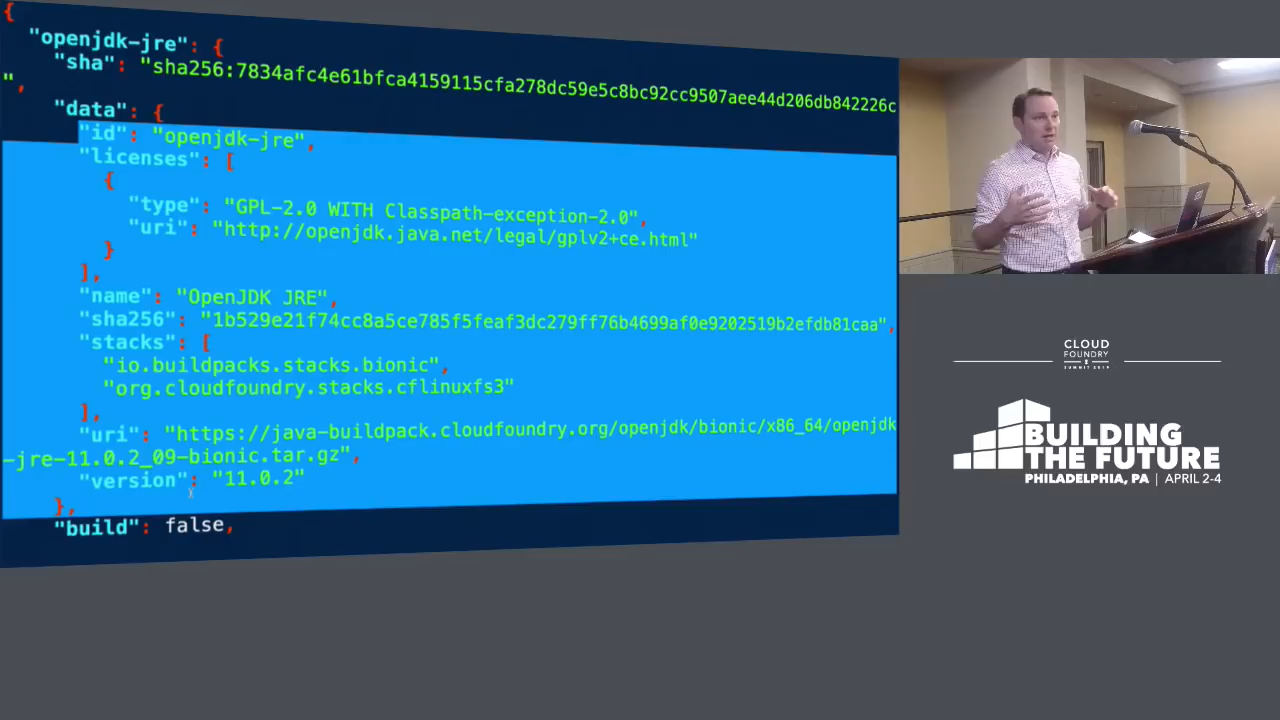 {
"openjdk-jre": {
"sha": "sha256:7834afc4e61bfca4159115cfa278dc59e5c8bc92cc9507aee44d206db842226c
",
"data": {
"id": "openjdk-jre",
"licenses": [
{
"type": "GPL-2.0 WITH Classpath-exception-2.0",
"uri": "http://openjdk.java.net/legal/gplv2+ce.html"
}
],
"name": "OpenJDK JRE",
"sha256": "1b529e21f74cc8a5ce785f5feaf3dc279ff76b4699af0e9202519b2efdb81caa",
"stacks": [
"io.buildpacks.stacks.bionic",
"org.cloudfoundry.stacks.cflinuxfs3"
],
"uri": "https://java-buildpack.cloudfoundry.org/openjdk/bionic/x86_64/openjdk
-jre-11.0.2_09-bionic.tar.gz",
"version": "11.0.2"
},
"build": false,
CLOUD
FOUNDRY
SUMMIT 2019
BUILDING
THE FUTURE
PHILADELPHIA, PA | APRIL 2-4